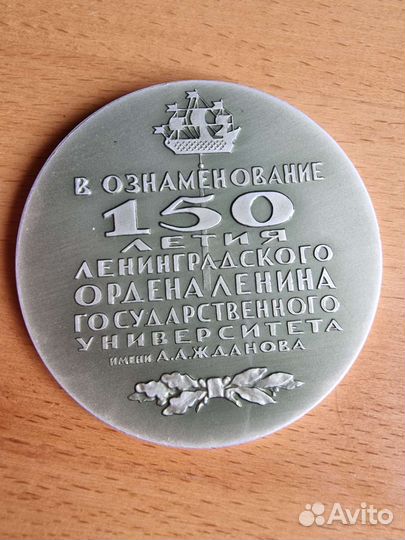 В ОЗНАМЕНОВАНИЕ
150
ЛЕТИЯ
ЛЕНИНГРАДСКОГО
ОРДЕНА ЛЕНИНА
ГОСУДАРСТВЕННОГО
УНИВЕРСИТЕТА
ИМЕНИ А.А.ЖДАНОВА
Avito